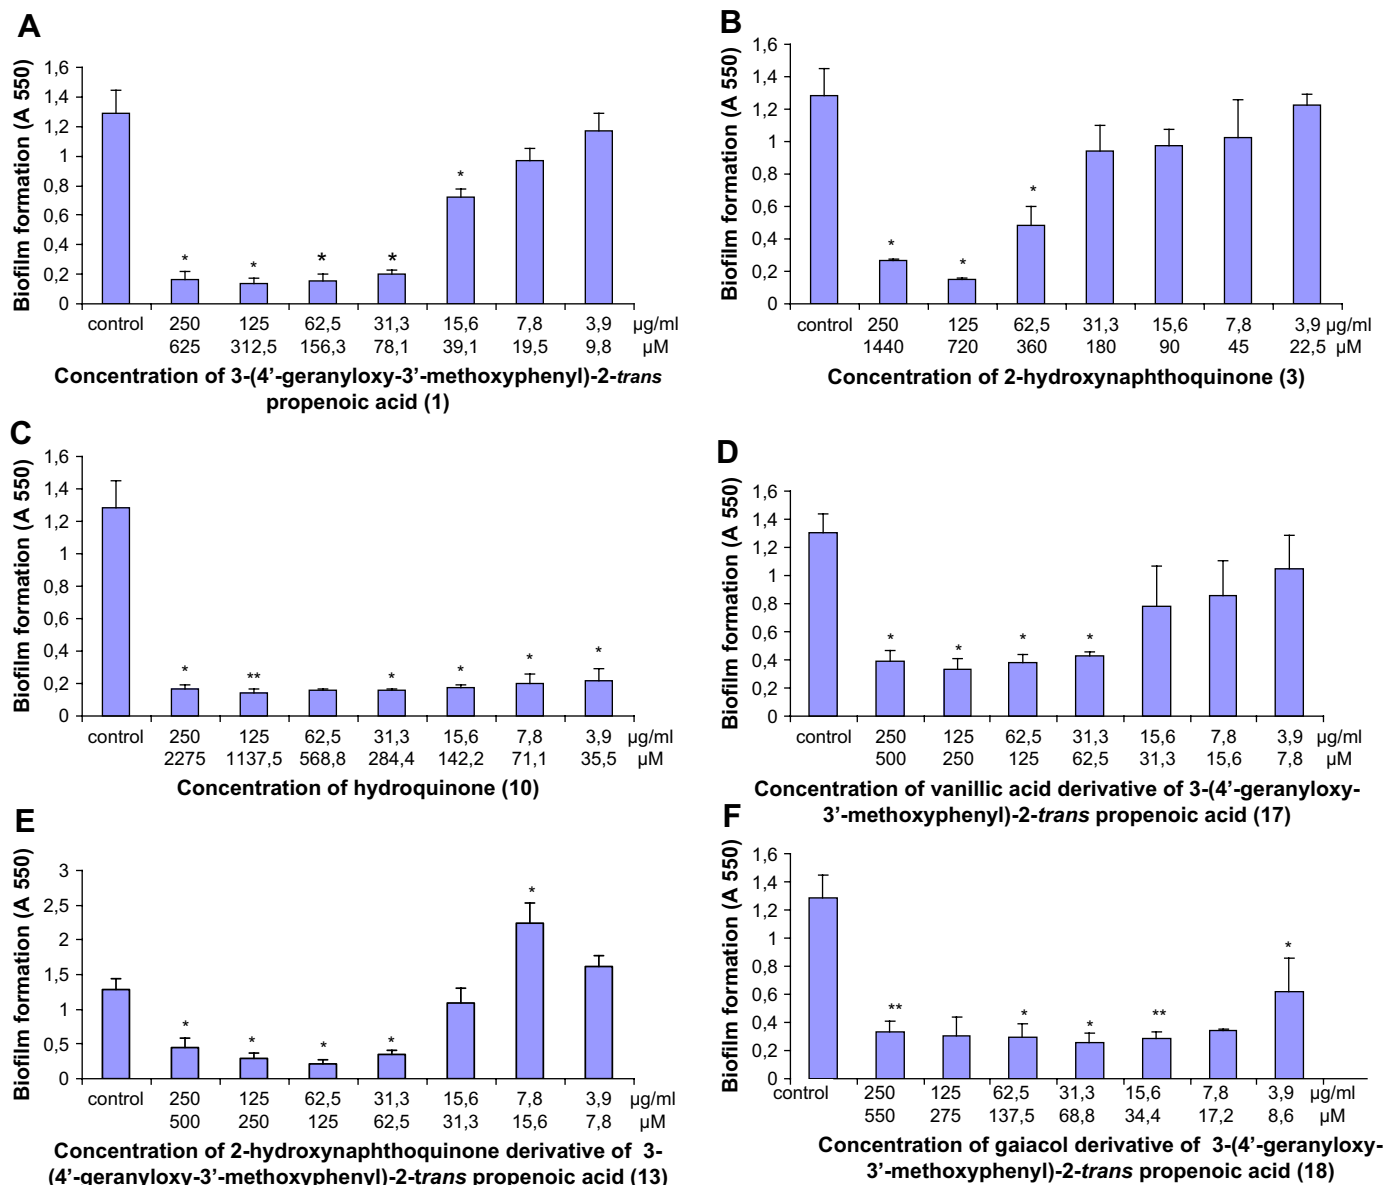 A
Biofilm formation (A 550)
1,6
1,4
1,2
1
0,8
0,6
0,4
0,2
0
* * * * *
control 250 125 62,5 31,3 15,6 7,8 3,9 µg/ml
625 312,5 156,3 78,1 39,1 19,5 9,8 µM
Concentration of 3-(4’-geranyloxy-3’-methoxyphenyl)-2-trans
propenoic acid (1)
B
Biofilm formation (A 550)
1,6
1,4
1,2
1
0,8
0,6
0,4
0,2
0
* * *
control 250 125 62,5 31,3 15,6 7,8 3,9 µg/ml
1440 720 360 180 90 45 22,5 µM
Concentration of 2-hydroxynaphthoquinone (3)
C
Biofilm formation (A 550)
1,6
1,4
1,2
1
0,8
0,6
0,4
0,2
0
* ** * * * *
control 250 125 62,5 31,3 15,6 7,8 3,9 µg/ml
2275 1137,5 568,8 284,4 142,2 71,1 35,5 µM
Concentration of hydroquinone (10)
D
Biofilm formation (A 550)
1,6
1,4
1,2
1
0,8
0,6
0,4
0,2
0
* * * *
control 250 125 62,5 31,3 15,6 7,8 3,9 µg/ml
500 250 125 62,5 31,3 15,6 7,8 µM
Concentration of vanillic acid derivative of 3-(4’-geranyloxy-
3’-methoxyphenyl)-2-trans propenoic acid (17)
E
Biofilm formation (A 550)
3
2,5
2
1,5
1
0,5
0
* * * * *
control 250 125 62,5 31,3 15,6 7,8 3,9 µg/ml
500 250 125 62,5 31,3 15,6 7,8 µM
Concentration of 2-hydroxynaphthoquinone derivative of 3-
(4’-geranyloxy-3’-methoxyphenyl)-2-trans propenoic acid (13)
F
Biofilm formation (A 550)
1,6
1,4
1,2
1
0,8
0,6
0,4
0,2
0
** * * ** *
control 250 125 62,5 31,3 15,6 7,8 3,9 µg/ml
550 275 137,5 68,8 34,4 17,2 8,6 µM
Concentration of gaiacol derivative of 3-(4’-geranyloxy-
3’-methoxyphenyl)-2-trans propenoic acid (18)